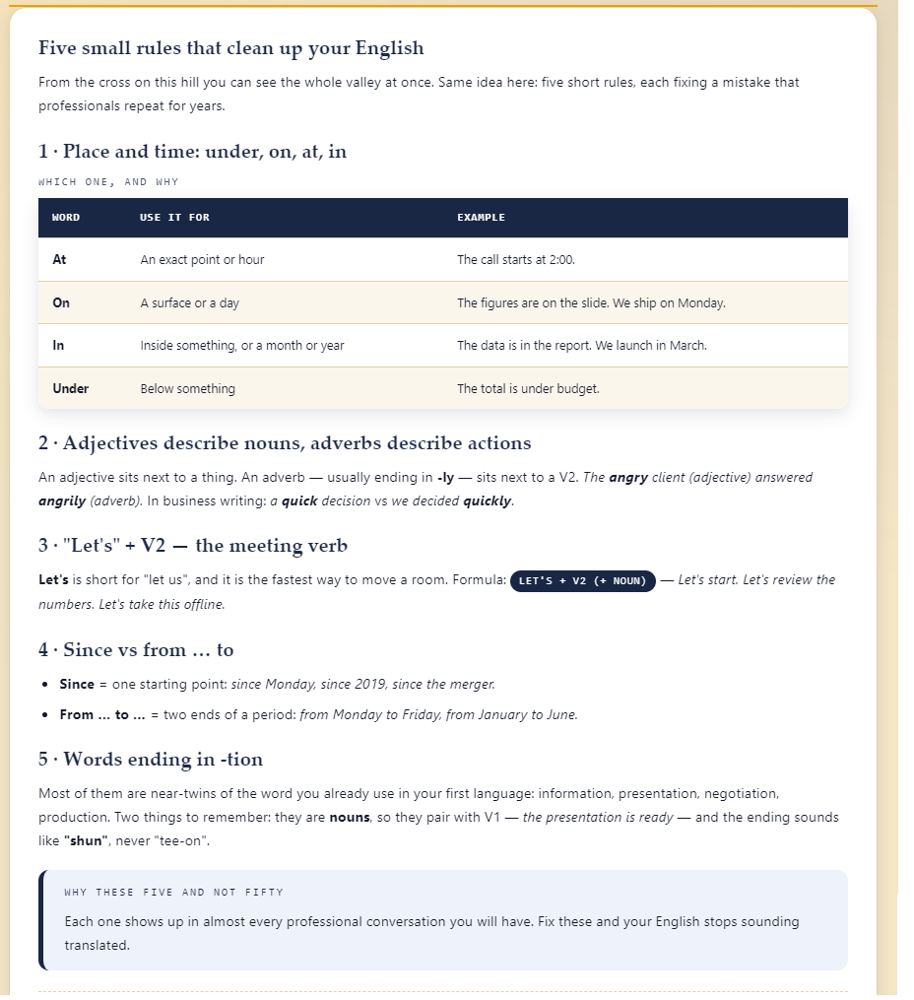 Five small rules that clean up your English
From the cross on this hill you can see the whole valley at once. Same idea here: five short rules, each fixing a mistake that
professionals repeat for years.
1 · Place and time: under, on, at, in
WHICH ONE, AND WHY
WORD USE IT FOR EXAMPLE
At An exact point or hour The call starts at 2:00.
On A surface or a day The figures are on the slide. We ship on Monday.
In Inside something, or a month or year The data is in the report. We launch in March.
Under Below something The total is under budget.
2 · Adjectives describe nouns, adverbs describe actions
An adjective sits next to a thing. An adverb — usually ending in -ly — sits next to a V2. The angry client (adjective) answered
angrily (adverb). In business writing: a quick decision vs we decided quickly.
3 · "Let's" + V2 — the meeting verb
Let's is short for "let us", and it is the fastest way to move a room. Formula: LET'S + V2 (+ NOUN) — Let's start. Let's review the
numbers. Let's take this offline.
4 · Since vs from … to
• Since = one starting point: since Monday, since 2019, since the merger.
• From … to … = two ends of a period: from Monday to Friday, from January to June.
5 · Words ending in -tion
Most of them are near-twins of the word you already use in your first language: information, presentation, negotiation,
production. Two things to remember: they are nouns, so they pair with V1 — the presentation is ready — and the ending sounds
like "shun", never "tee-on".
WHY THESE FIVE AND NOT FIFTY
Each one shows up in almost every professional conversation you will have. Fix these and your English stops sounding
translated.